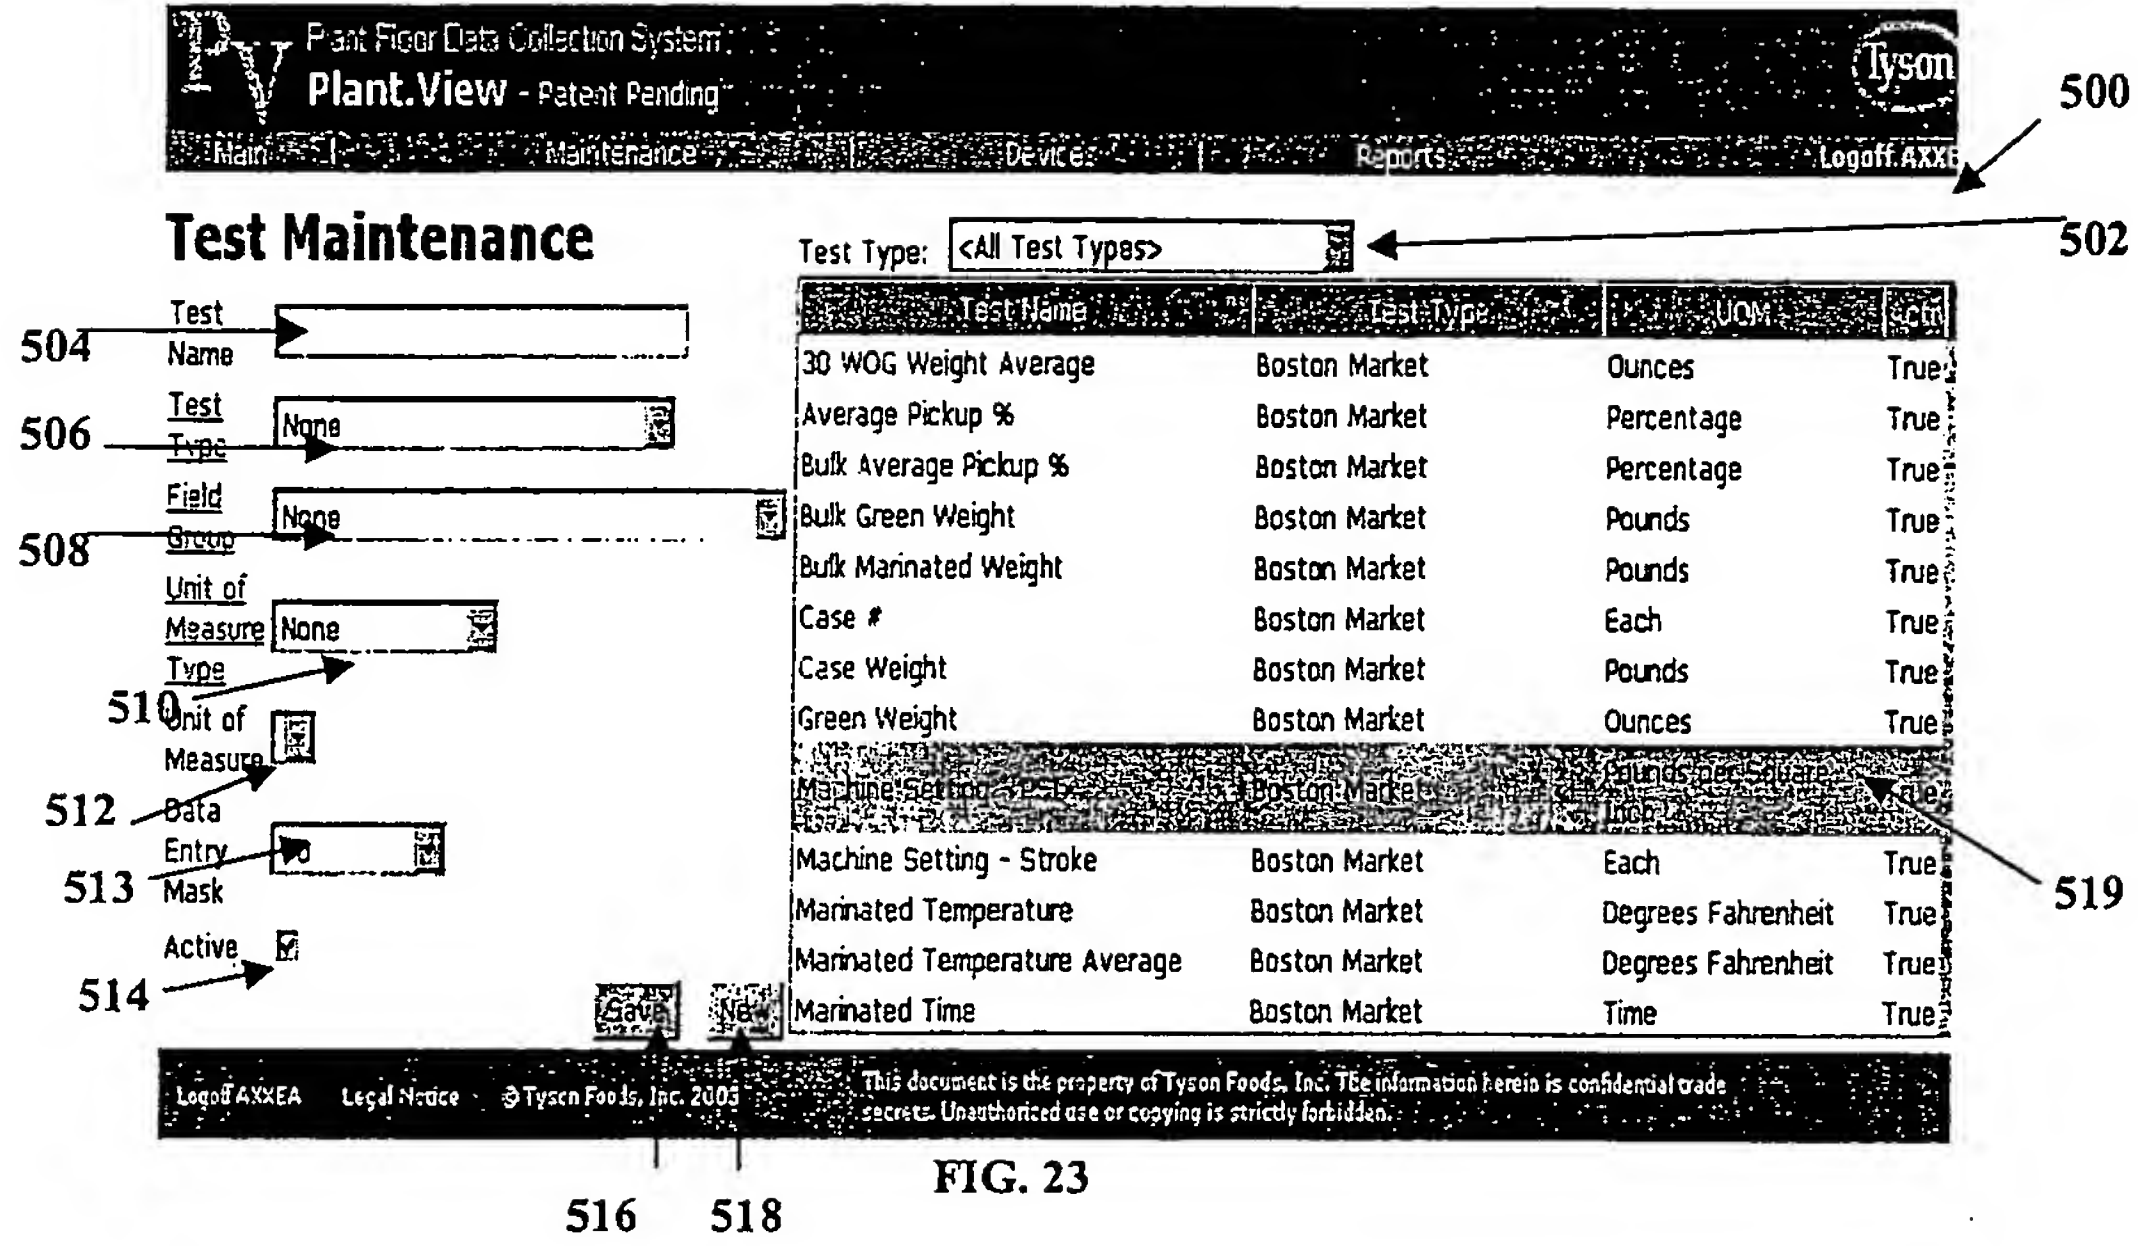 PV
Plant Floor Data Collection System
Plant.View - Patent Pending
Tyson
500
Main
Maintenance
Devices
Reports
Logoff AXXE
Test Maintenance
Test Type: <All Test Types>
502
Test Name
504
Test Type
None
506
Field Group
None
508
Unit of Measure Type
None
510
Unit of Measure
512
Data Entry Mask
513
Active
514
Save
Test Name Test Type UOM
30 WOG Weight Average Boston Market Ounces True
Average Pickup % Boston Market Percentage True
Bulk Average Pickup % Boston Market Percentage True
Bulk Green Weight Boston Market Pounds True
Bulk Marinated Weight Boston Market Pounds True
Case # Boston Market Each True
Case Weight Boston Market Pounds True
Green Weight Boston Market Ounces True
Machine Setting Boston Market Pounds per Square Inch
519
Machine Setting - Stroke Boston Market Each True
Marinated Temperature Boston Market Degrees Fahrenheit True
Marinated Temperature Average Boston Market Degrees Fahrenheit True
Marinated Time Boston Market Time True
Logoff AXXEA Legal Notice © Tyson Foods, Inc. 2003
This document is the property of Tyson Foods, Inc. The information herein is confidential trade
secrets. Unauthorized use or copying is strictly forbidden.
516
518
FIG. 23